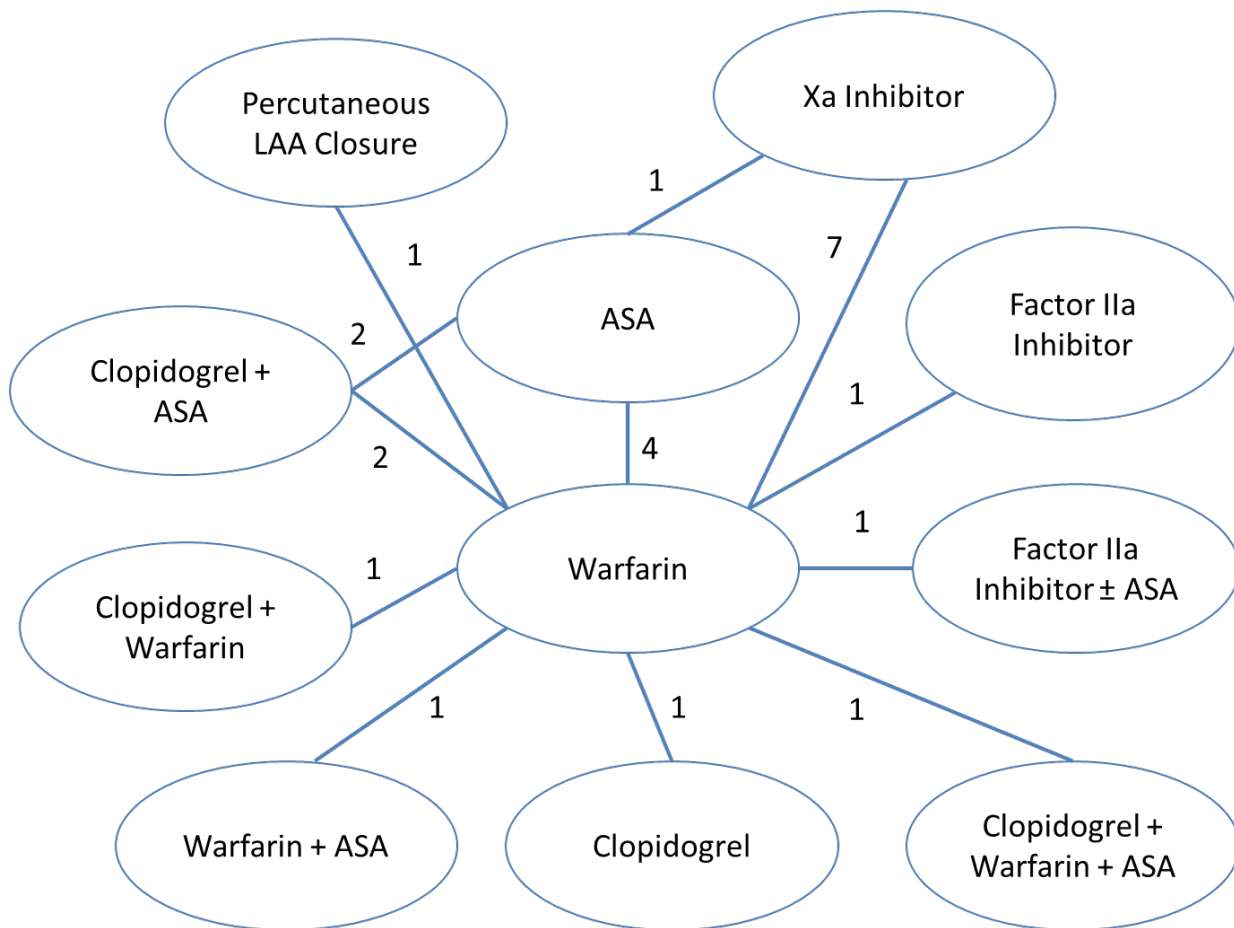 Percutaneous
LAA Closure
Xa Inhibitor
1
1
7
ASA
Factor IIa
Inhibitor
2
Clopidogrel +
ASA
1
2
4
Warfarin
1
Factor IIa
Inhibitor ± ASA
1
Clopidogrel +
Warfarin
1
1
1
Warfarin + ASA
Clopidogrel
Clopidogrel +
Warfarin + ASA